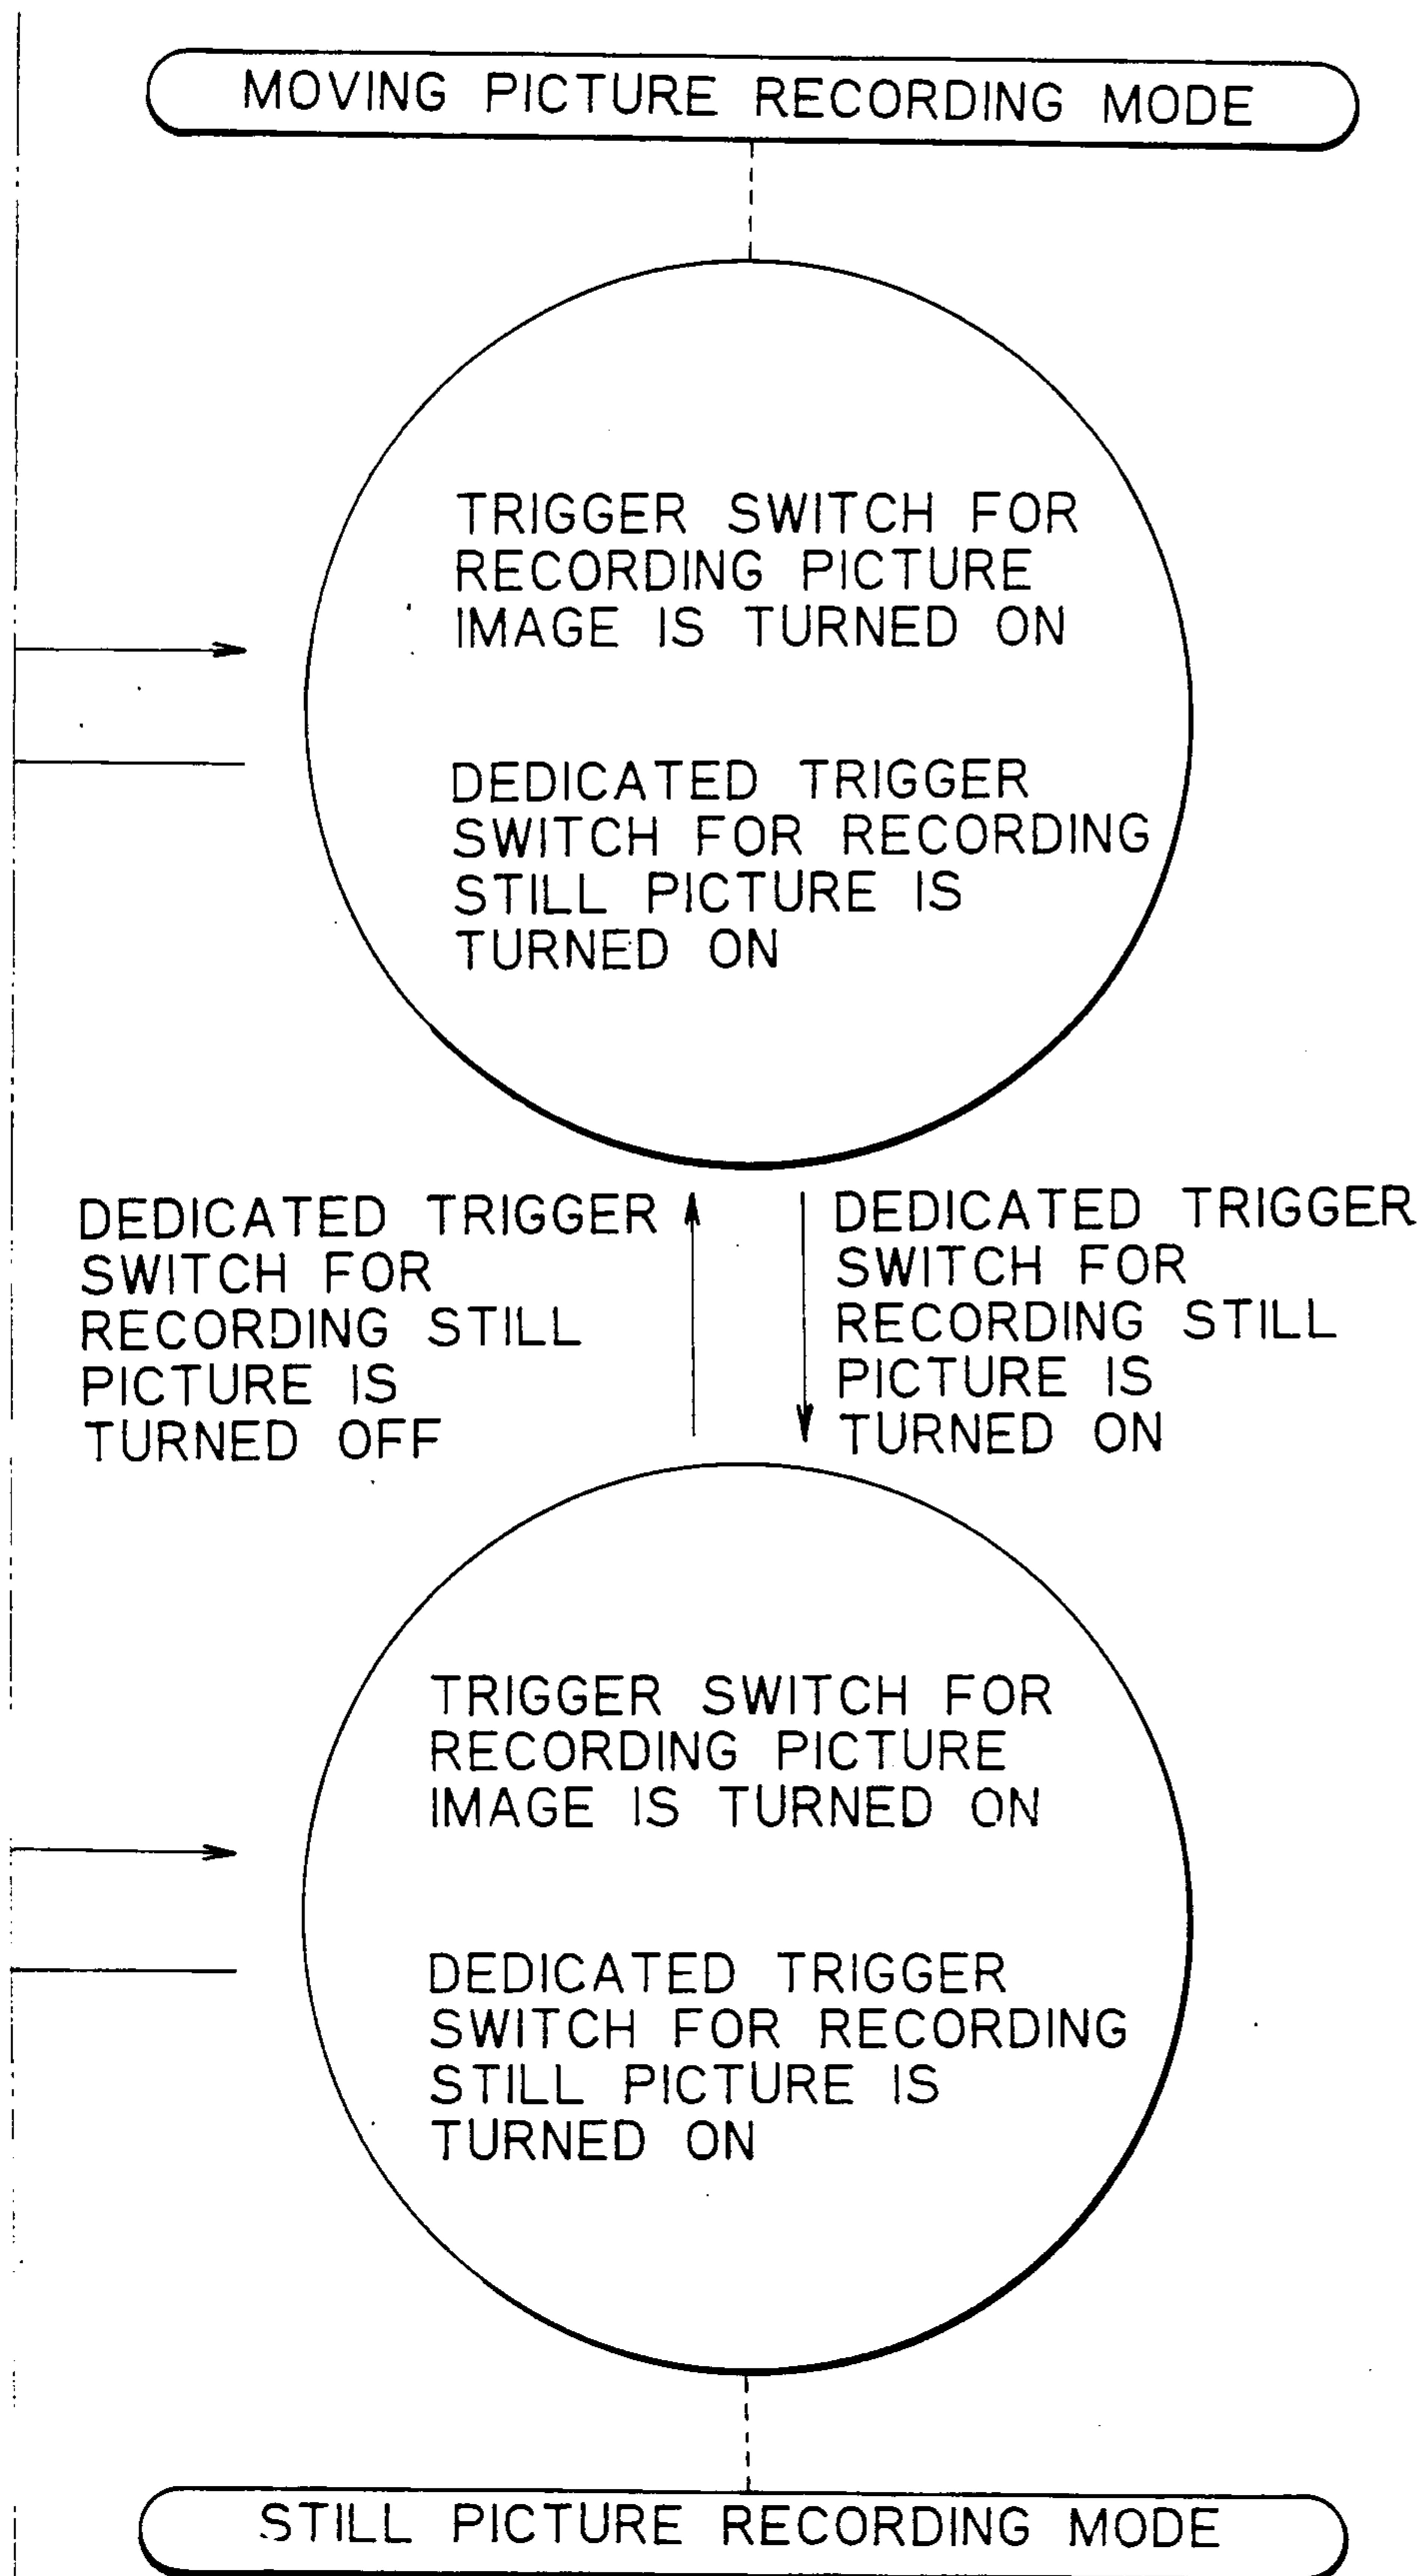 MOVING PICTURE RECORDING MODE
TRIGGER SWITCH FOR
RECORDING PICTURE
IMAGE IS TURNED ON
DEDICATED TRIGGER
SWITCH FOR RECORDING
STILL PICTURE IS
TURNED ON
DEDICATED TRIGGER
SWITCH FOR
RECORDING STILL
PICTURE IS
TURNED OFF
DEDICATED TRIGGER
SWITCH FOR
RECORDING STILL
PICTURE IS
TURNED ON
TRIGGER SWITCH FOR
RECORDING PICTURE
IMAGE IS TURNED ON
DEDICATED TRIGGER
SWITCH FOR RECORDING
STILL PICTURE IS
TURNED ON
STILL PICTURE RECORDING MODE